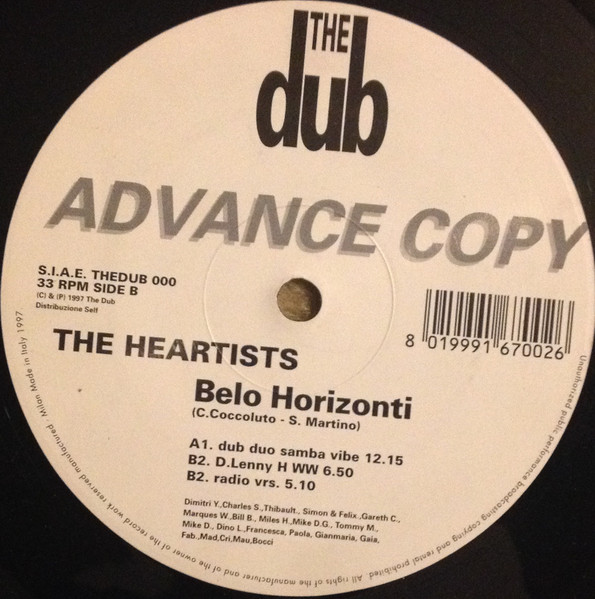 THE
dub
ADVANCE COPY
S.I.A.E. THEDUB 000
33 RPM SIDE B
(C) & (P) 1997 The Dub
Distribuzione Self
8 019991 670026
THE HEARTISTS
Belo Horizonti
(C.Coccoluto - S. Martino)
A1. dub duo samba vibe 12.15
B2. D.Lenny H WW 6.50
B2. radio vrs. 5.10
Dimitri Y.,Charles S.,Thibault., Simon & Felix.,Gareth C.,
Marques W.,Bill B., Miles H.,Mike D.G., Tommy M.,
Mike D., Dino L.,Francesca, Paola, Gianmaria, Gaia,
Fab.,Mad,Cri,Mau,Bocci
Unauthorized public performance broadcasting copying and rental prohibited. All rights of the manufacturer and of the owner of the record work reserved manufactured . Milan Made in Italy 1997